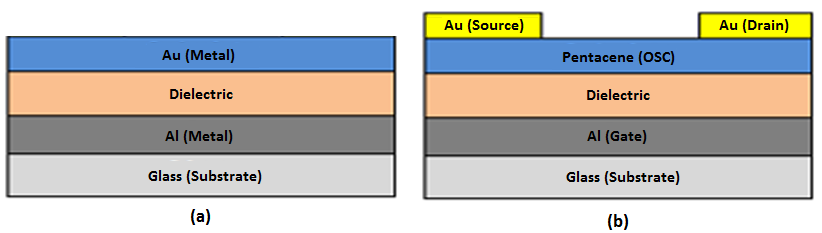 Au (Metal)
Dielectric
Al (Metal)
Glass (Substrate)
(a)
Au (Source)
Au (Drain)
Pentacene (OSC)
Dielectric
Al (Gate)
Glass (Substrate)
(b)